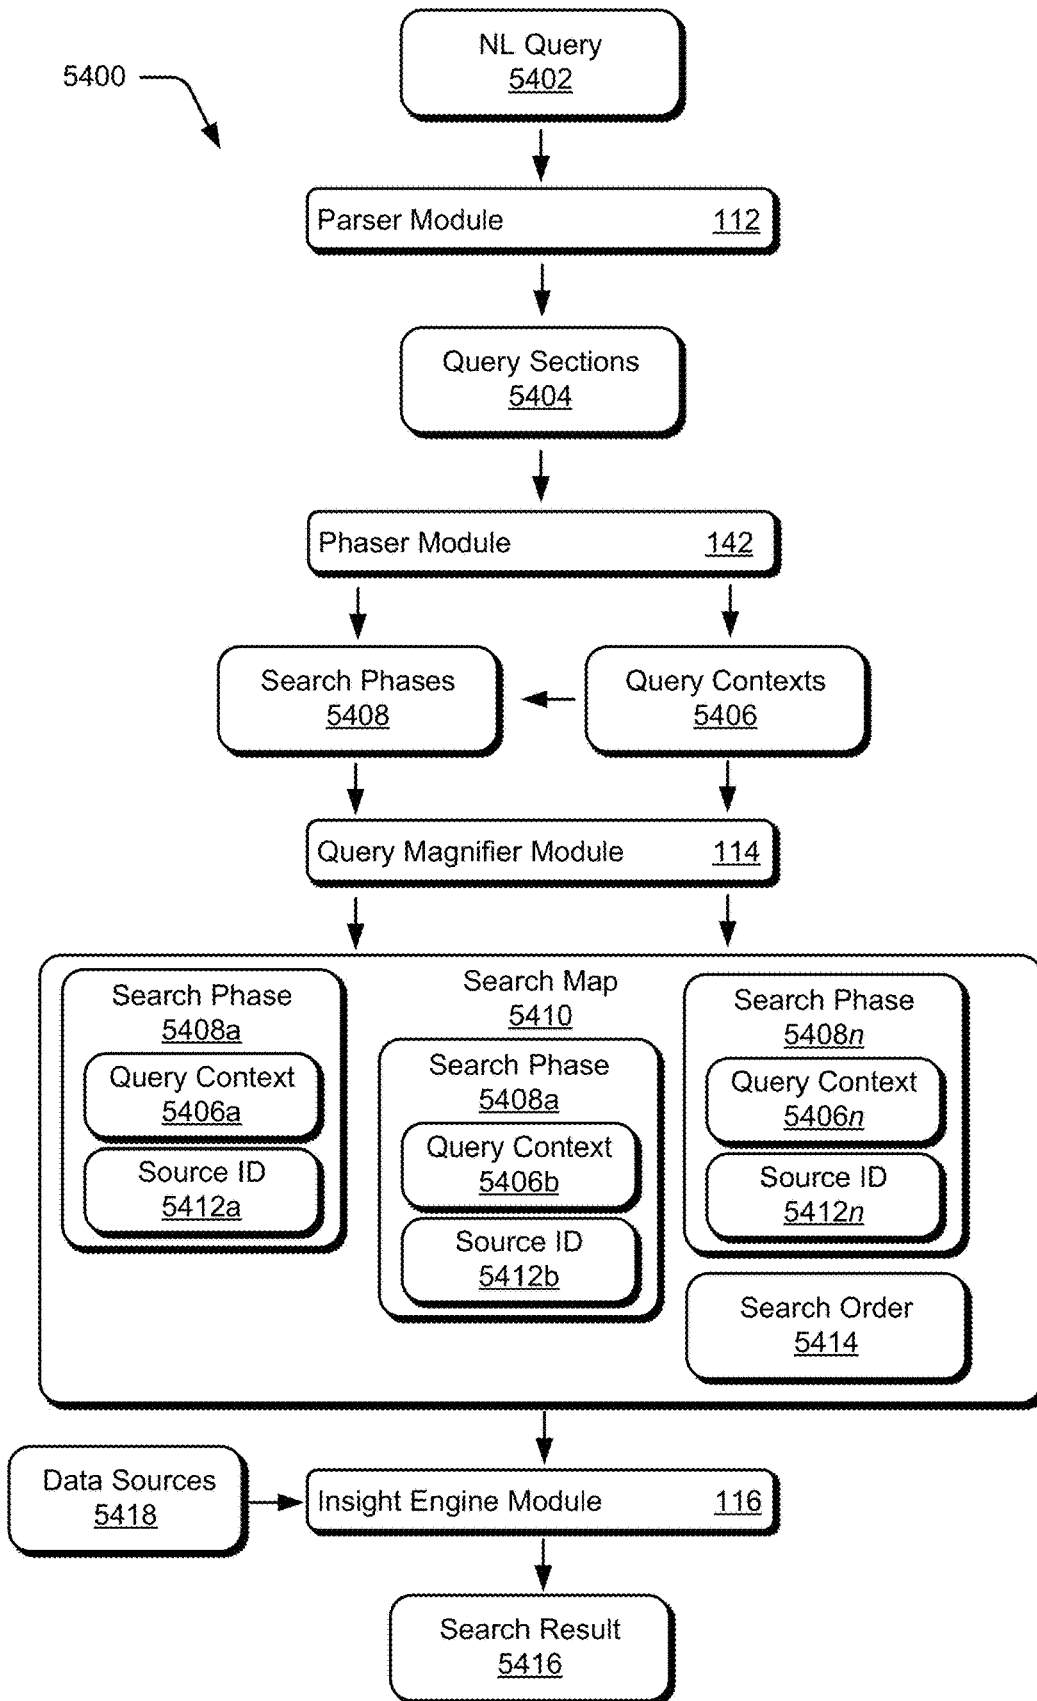 NL Query
5402
5400
Parser Module 112
Query Sections
5404
Phaser Module 142
Search Phases
5408
Query Contexts
5406
Query Magnifier Module 114
Search Map
5410
Search Phase
5408a
Query Context
5406a
Source ID
5412a
Search Phase
5408a
Query Context
5406b
Source ID
5412b
Search Phase
5408n
Query Context
5406n
Source ID
5412n
Search Order
5414
Data Sources
5418
Insight Engine Module 116
Search Result
5416